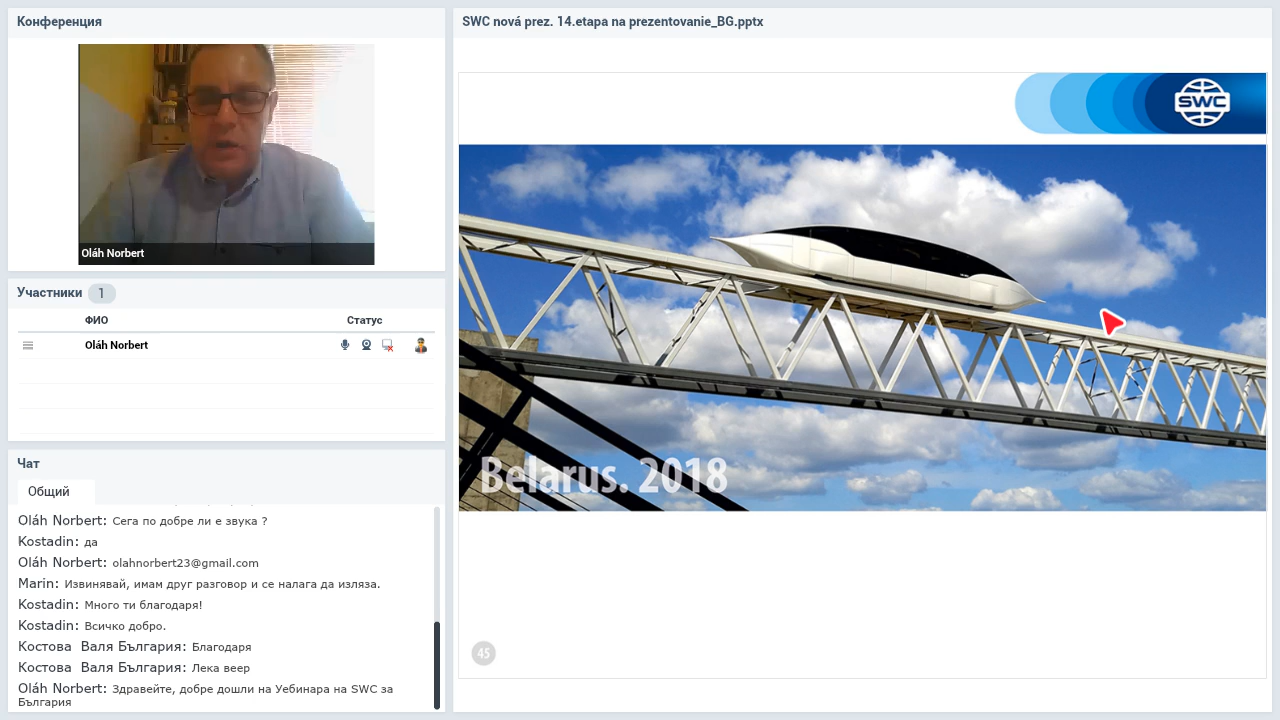 Конференция
Oláh Norbert
Участники 1
ФИО Статус
Oláh Norbert
Чат
Общий
Oláh Norbert: Сега по добре ли е звука ?
Kostadin: да
Oláh Norbert: olahnorbert23@gmail.com
Marin: Извинявай, имам друг разговор и се налага да изляза.
Kostadin: Много ти благодаря!
Kostadin: Всичко добро.
Костова Валя България: Благодаря
Костова Валя България: Лека веер
Oláh Norbert: Здравейте, добре дошли на Уебинара на SWC за
България
SWC nová prez. 14.etapa na prezentovanie_BG.pptx
SWC
Belarus. 2018
45